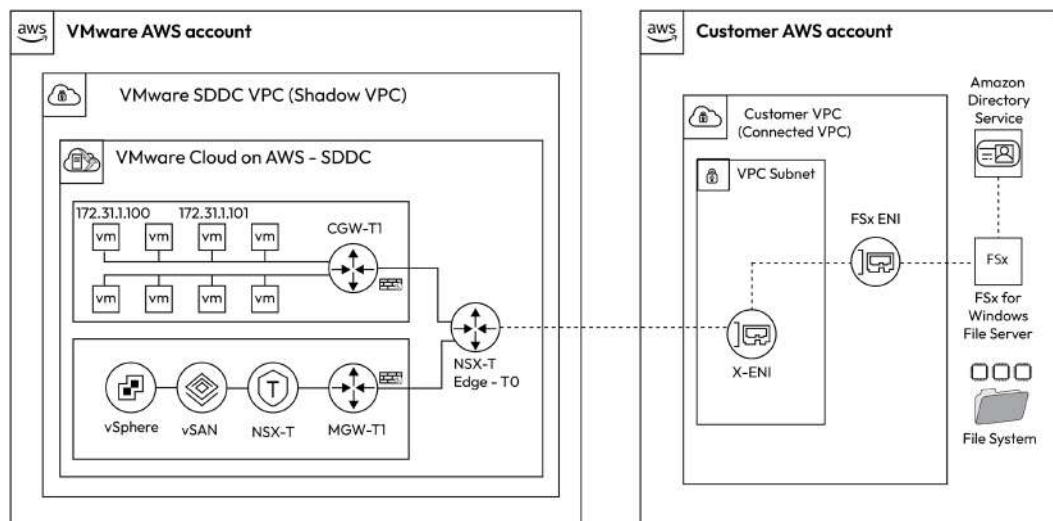 aws
VMware AWS account
VMware SDDC VPC (Shadow VPC)
VMware Cloud on AWS - SDDC
172.31.1.100
172.31.1.101
vm
vm
vm
vm
CGW-T1
vm
vm
vm
vm
NSX-T
Edge - T0
vSphere
vSAN
T
NSX-T
MGW-T1
aws
Customer AWS account
Customer VPC
(Connected VPC)
VPC Subnet
X-ENI
FSx ENI
Amazon
Directory
Service
FSx
FSx for
Windows
File Server
File System